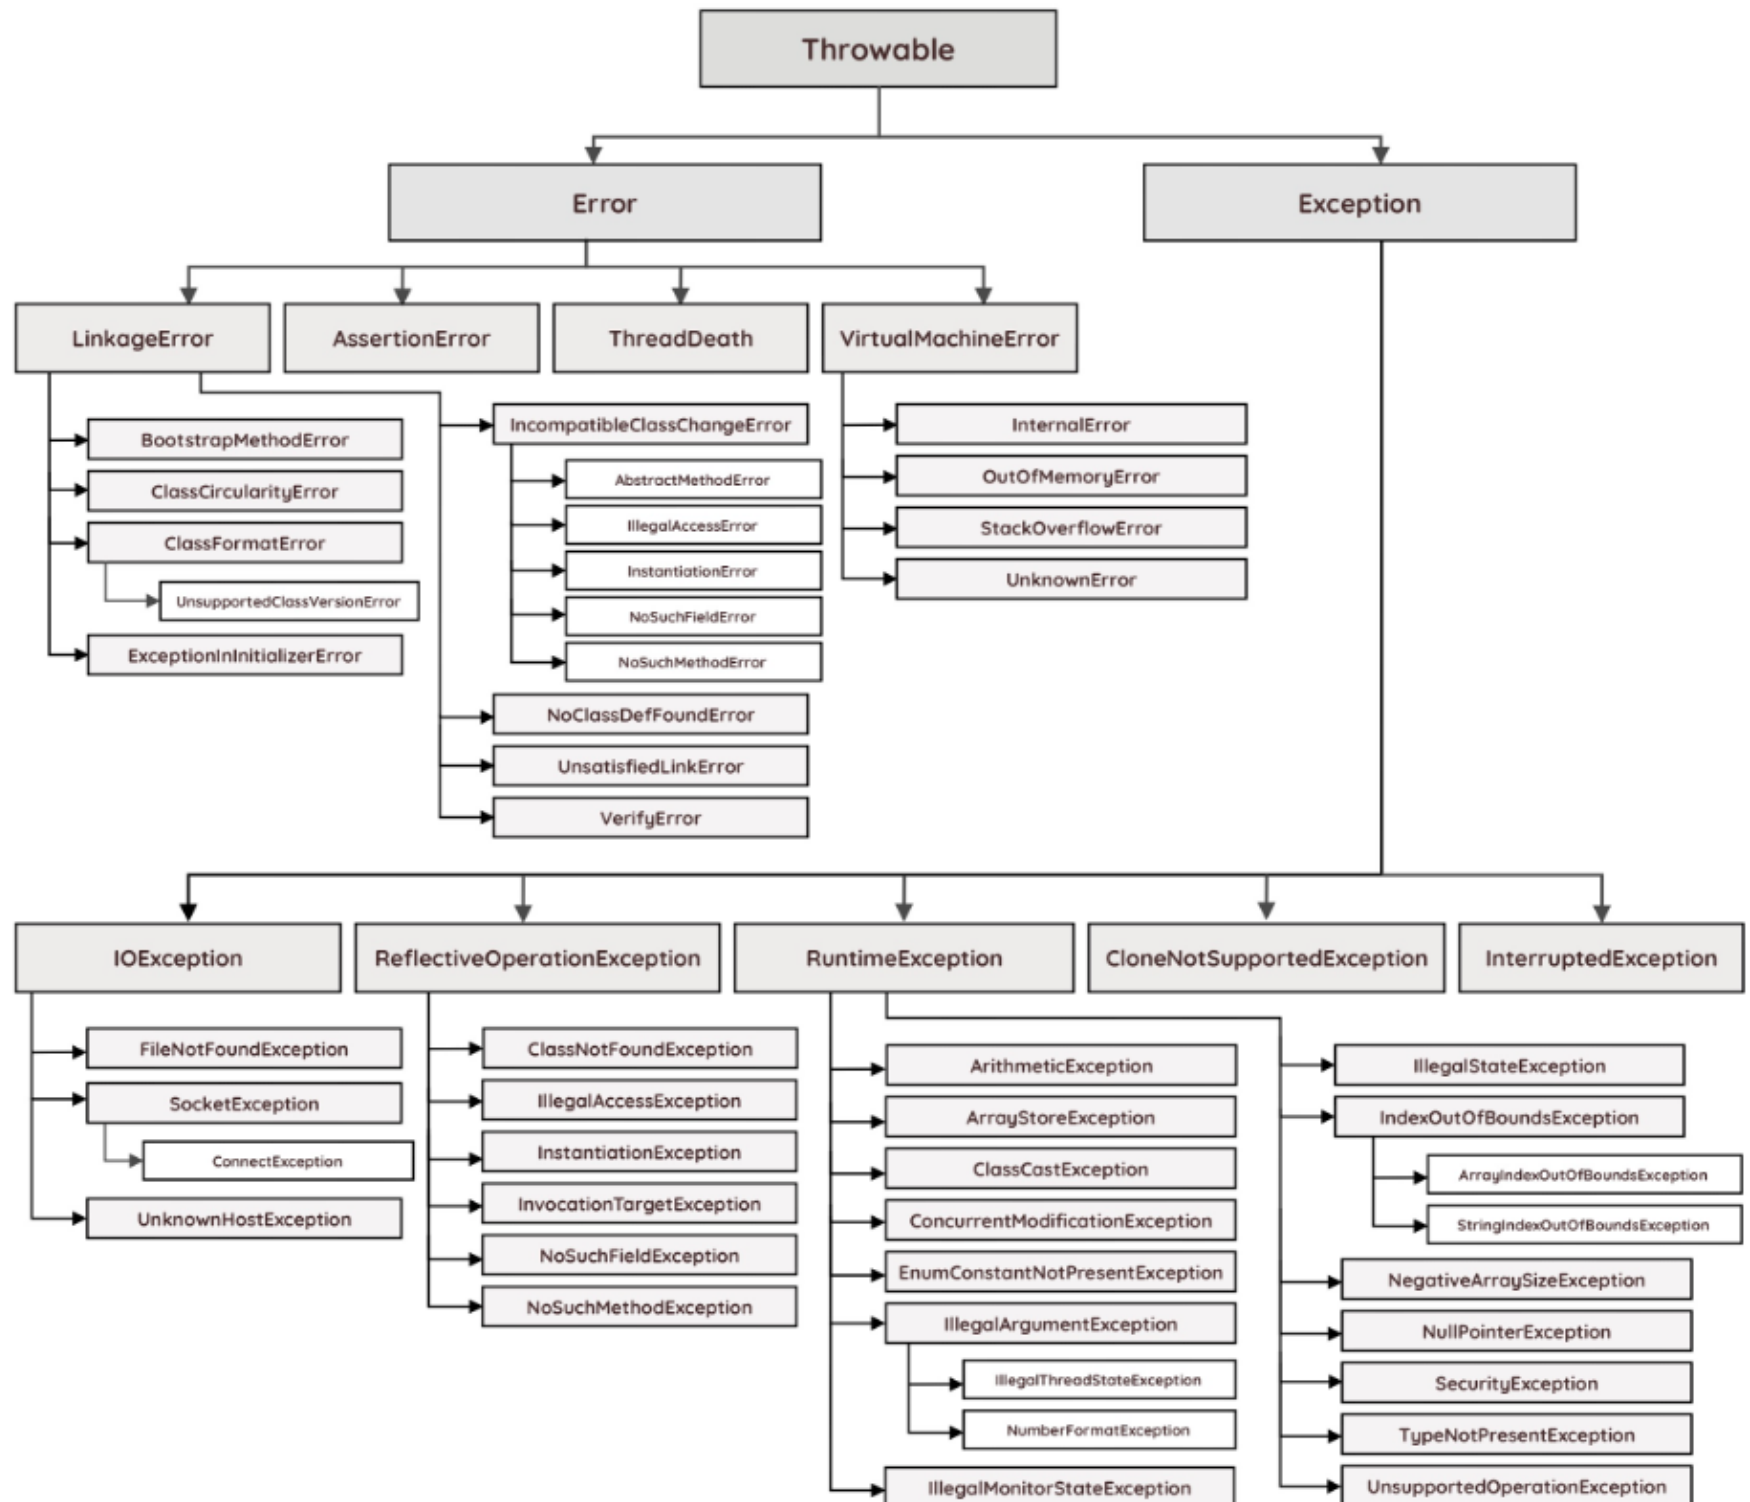 Throwable
Error
Exception
LinkageError
AssertionError
ThreadDeath
VirtualMachineError
BootstrapMethodError
ClassCircularityError
ClassFormatError
UnsupportedClassVersionError
ExceptionInInitializerError
IncompatibleClassChangeError
AbstractMethodError
IllegalAccessError
InstantiationError
NoSuchFieldError
NoSuchMethodError
NoClassDefFoundError
UnsatisfiedLinkError
VerifyError
InternalError
OutOfMemoryError
StackOverflowError
UnknownError
IOException
ReflectiveOperationException
RuntimeException
CloneNotSupportedException
InterruptedException
FileNotFoundException
SocketException
ConnectException
UnknownHostException
ClassNotFoundException
IllegalAccessException
InstantiationException
InvocationTargetException
NoSuchFieldException
NoSuchMethodException
ArithmeticException
ArrayStoreException
ClassCastException
ConcurrentModificationException
EnumConstantNotPresentException
IllegalArgumentException
IllegalThreadStateException
NumberFormatException
IllegalMonitorStateException
IllegalStateException
IndexOutOfBoundsException
ArrayIndexOutOfBoundsException
StringIndexOutOfBoundsException
NegativeArraySizeException
NullPointerException
SecurityException
TypeNotPresentException
UnsupportedOperationException